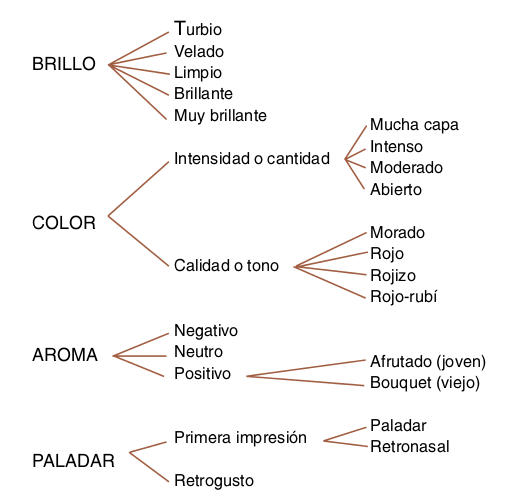 BRILLO
Turbio
Velado
Limpio
Brillante
Muy brillante
COLOR
Intensidad o cantidad
Mucha capa
Intenso
Moderado
Abierto
Calidad o tono
Morado
Rojo
Rojizo
Rojo-rubí
AROMA
Negativo
Neutro
Positivo
Afrutado (joven)
Bouquet (viejo)
PALADAR
Primera impresión
Paladar
Retronasal
Retrogusto